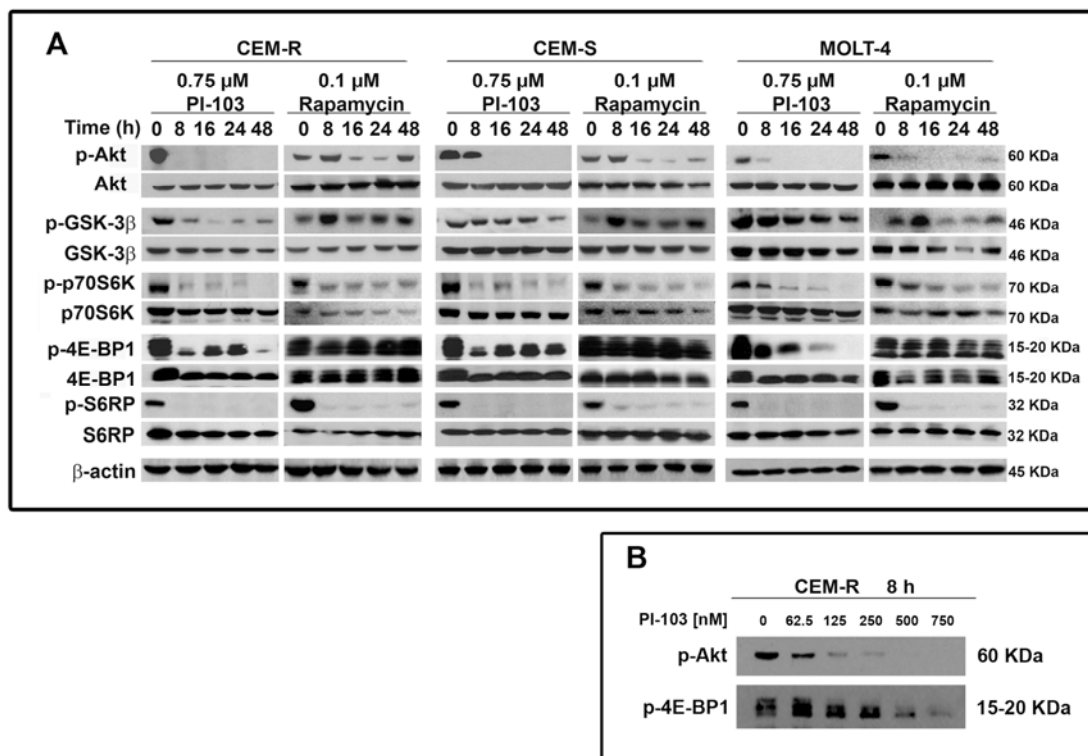 A
CEM-R CEM-S MOLT-4
0.75 µM 0.1 µM 0.75 µM 0.1 µM 0.75 µM 0.1 µM
PI-103 Rapamycin PI-103 Rapamycin PI-103 Rapamycin
Time (h) 0 8 16 24 48 0 8 16 24 48 0 8 16 24 48 0 8 16 24 48 0 8 16 24 48 0 8 16 24 48
p-Akt 60 KDa
Akt 60 KDa
p-GSK-3β 46 KDa
GSK-3β 46 KDa
p-p70S6K 70 KDa
p70S6K 70 KDa
p-4E-BP1 15-20 KDa
4E-BP1 15-20 KDa
p-S6RP 32 KDa
S6RP 32 KDa
β-actin 45 KDa
B
CEM-R 8 h
PI-103 [nM] 0 62.5 125 250 500 750
p-Akt 60 KDa
p-4E-BP1 15-20 KDa